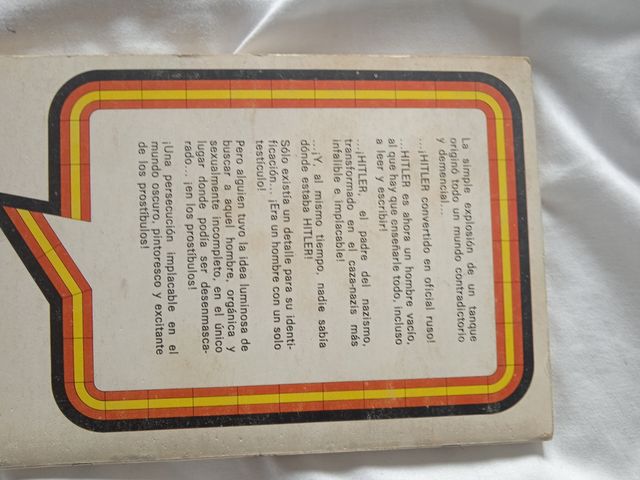 La simple explosión de un tanque
originó todo un mundo contradictorio
y demencial...
...¡HITLER convertido en oficial ruso!
...HITLER es ahora un hombre vacío,
al que hay que enseñarle todo, incluso
a leer y escribir!
...¡HITLER, el padre del nazismo,
transformado en el caza-nazis más
infalible e implacable!
...¡Y, al mismo tiempo, nadie sabía
dónde estaba HITLER!
Sólo existía un detalle para su identi-
ficación... ¡Era un hombre con un solo
testículo!
Pero alguien tuvo la idea luminosa de
buscar a aquel hombre, orgánica y
sexualmente incompleto, en el único
lugar donde podía ser desenmasca-
rado... ¡en los prostíbulos!
¡Una persecución implacable en el
mundo oscuro, pintoresco y excitante
de los prostíbulos!